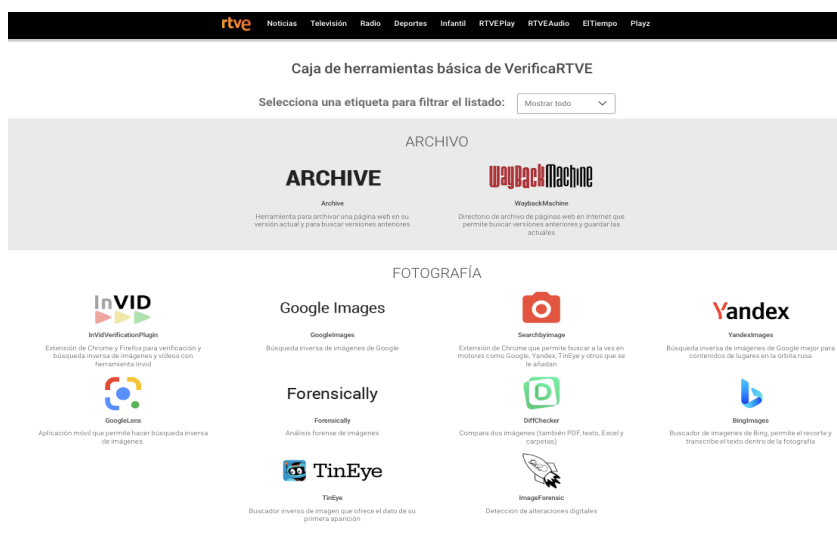 rtve Noticias Televisión Radio Deportes Infantil RTVEPlay RTVEAudio ElTiempo Playz
Caja de herramientas básica de VerificaRTVE
Selecciona una etiqueta para filtrar el listado: Mostrar todo
ARCHIVO
ARCHIVE
Archive
Herramienta para archivar una página web en su
versión actual y para buscar versiones anteriores
WayBackMachine
WaybackMachine
Directorio de archivo de páginas web en Internet que
permite buscar versiones anteriores y guardar las
actuales
FOTOGRAFÍA
InVID
InVidVerificationPlugin
Extensión de Chrome y Firefox para verificación y
búsqueda inversa de imágenes y vídeos con
herramienta Invid
Google Images
GoogleImages
Búsqueda inversa de imágenes de Google
Searchbyimage
Extensión de Chrome que permite buscar a la vez en
motores como Google, Yandex, TinEye y otros que se
le añadan
Yandex
YandexImages
Búsqueda inversa de imágenes de Google mejor para
contenidos de lugares en la órbita rusa
GoogleLens
Aplicación móvil que permite hacer búsqueda inversa
de imágenes
Forensically
Forensically
Análisis forense de imágenes
D
DiffChecker
Compara dos imágenes (también PDF, texto, Excel y
carpetas)
BingImages
Buscador de imagenes de Bing, permite el recorte y
transcribe el texto dentro de la fotografía
TinEye
TinEye
Buscador inverso de imagen que ofrece el dato de su
primera aparición
ImageForensic
Detección de alteraciones digitales